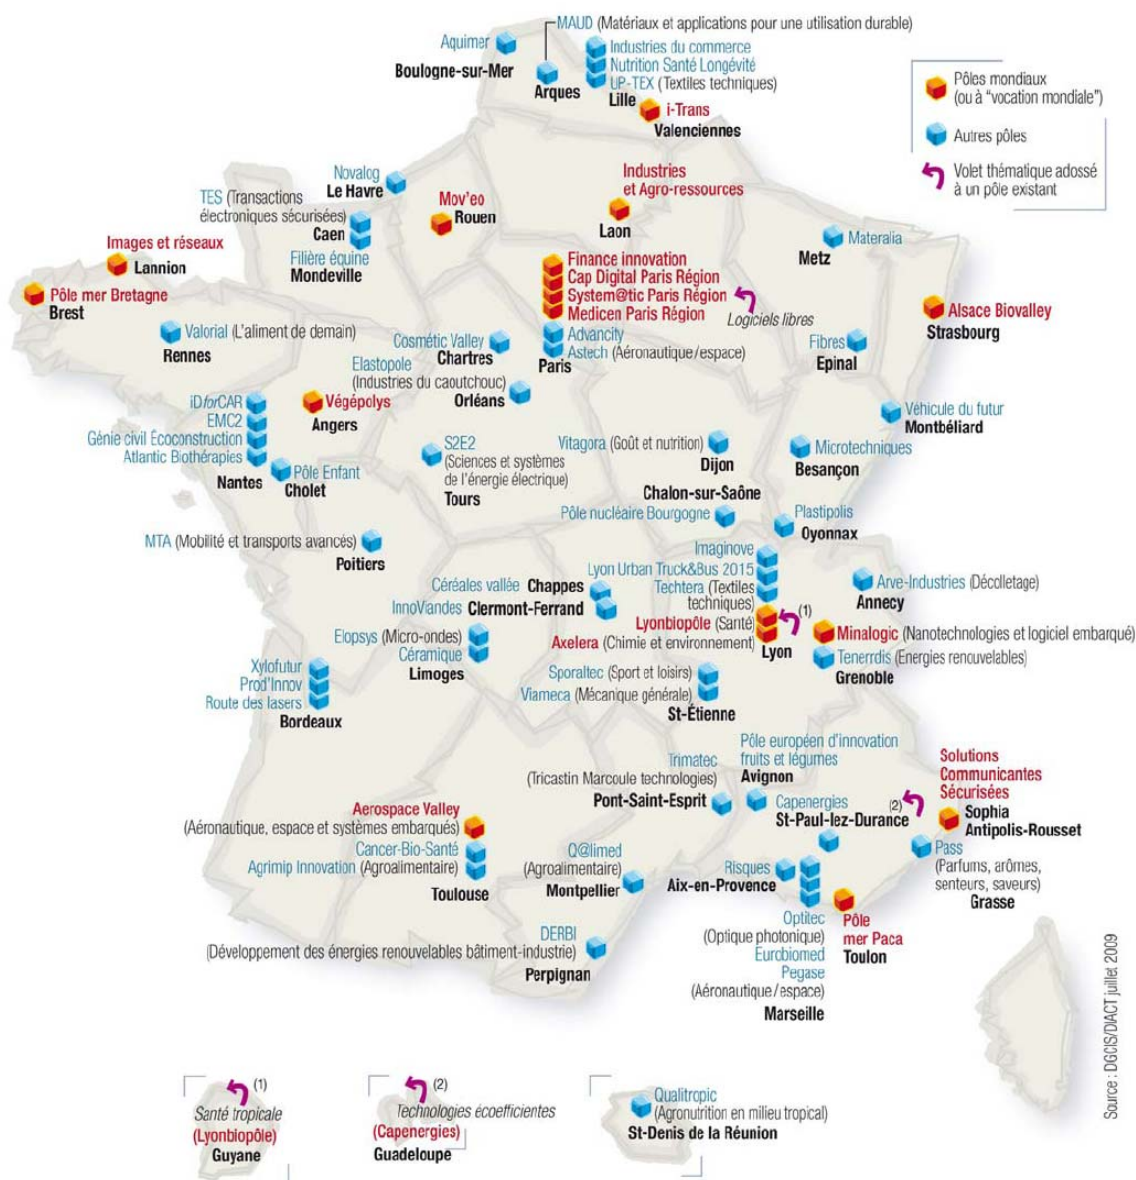 MAUD (Matériaux et applications pour une utilisation durable)
Aquimer
Boulogne-sur-Mer
Arques
Industries du commerce
Nutrition Santé Longévité
UP-TEX (Textiles techniques)
Lille
i-Trans
Valenciennes
Pôles mondiaux
(ou à "vocation mondiale")
Autres pôles
Volet thématique adossé
à un pôle existant
Novalog
Le Havre
TES (Transactions
électroniques sécurisées)
Caen
Filière équine
Mondeville
Mov'eo
Rouen
Industries
et Agro-ressources
Laon
Materalia
Metz
Images et réseaux
Lannion
Pôle mer Bretagne
Brest
Valorial (L'aliment de demain)
Rennes
Finance innovation
Cap Digital Paris Région
System@tic Paris Région
Medicen Paris Région
Logiciels libres
Advancity
Astech (Aéronautique/espace)
Paris
Alsace Biovalley
Strasbourg
Fibres
Epinal
Cosmétic Valley
Chartres
Elastopole
(Industries du caoutchouc)
Orléans
iDforCAR
EMC2
Génie civil Écoconstruction
Atlantic Biothérapies
Nantes
Végépolys
Angers
Pôle Enfant
Cholet
S2E2
(Sciences et systèmes
de l'énergie électrique)
Tours
Vitagora (Goût et nutrition)
Dijon
Véhicule du futur
Montbéliard
Microtechniques
Besançon
Chalon-sur-Saône
Pôle nucléaire Bourgogne
Plastipolis
Oyonnax
MTA (Mobilité et transports avancés)
Poitiers
Céréales vallée Chappes
InnoViandes Clermont-Ferrand
Imaginove
Lyon Urban Truck&Bus 2015
Techtera (Textiles
techniques)
Lyonbiopôle (Santé)
(1)
Axelera (Chimie et environnement)
Lyon
Arve-Industries (Décolletage)
Annecy
Minalogic (Nanotechnologies et logiciel embarqué)
Tenerrdis (Energies renouvelables)
Grenoble
Elopsys (Micro-ondes)
Céramique
Limoges
Xylofutur
Prod'Innov
Route des lasers
Bordeaux
Sporaltec (Sport et loisirs)
Viameca (Mécanique générale)
St-Étienne
Trimatec
(Tricastin Marcoule technologies)
Pont-Saint-Esprit
Pôle européen d'innovation
fruits et légumes
Avignon
Capenergies
(2)
St-Paul-lez-Durance
Solutions
Communicantes
Sécurisées
Sophia
Antipolis-Rousset
Aerospace Valley
(Aéronautique, espace et systèmes embarqués)
Cancer-Bio-Santé
Agrimip Innovation (Agroalimentaire)
Toulouse
Q@limed
(Agroalimentaire)
Montpellier
Risques
Aix-en-Provence
Pass
(Parfums, arômes,
senteurs, saveurs)
Grasse
Optitec
(Optique photonique)
Eurobiomed
Pegase
(Aéronautique/espace)
Marseille
Pôle
mer Paca
Toulon
DERBI
(Développement des énergies renouvelables bâtiment-industrie)
Perpignan
Source : DGCIS/DIACT juillet 2009
(1)
Santé tropicale
(Lyonbiopôle)
Guyane
(2)
Technologies écoefficientes
(Capenergies)
Guadeloupe
Qualitropic
(Agronutrition en milieu tropical)
St-Denis de la Réunion